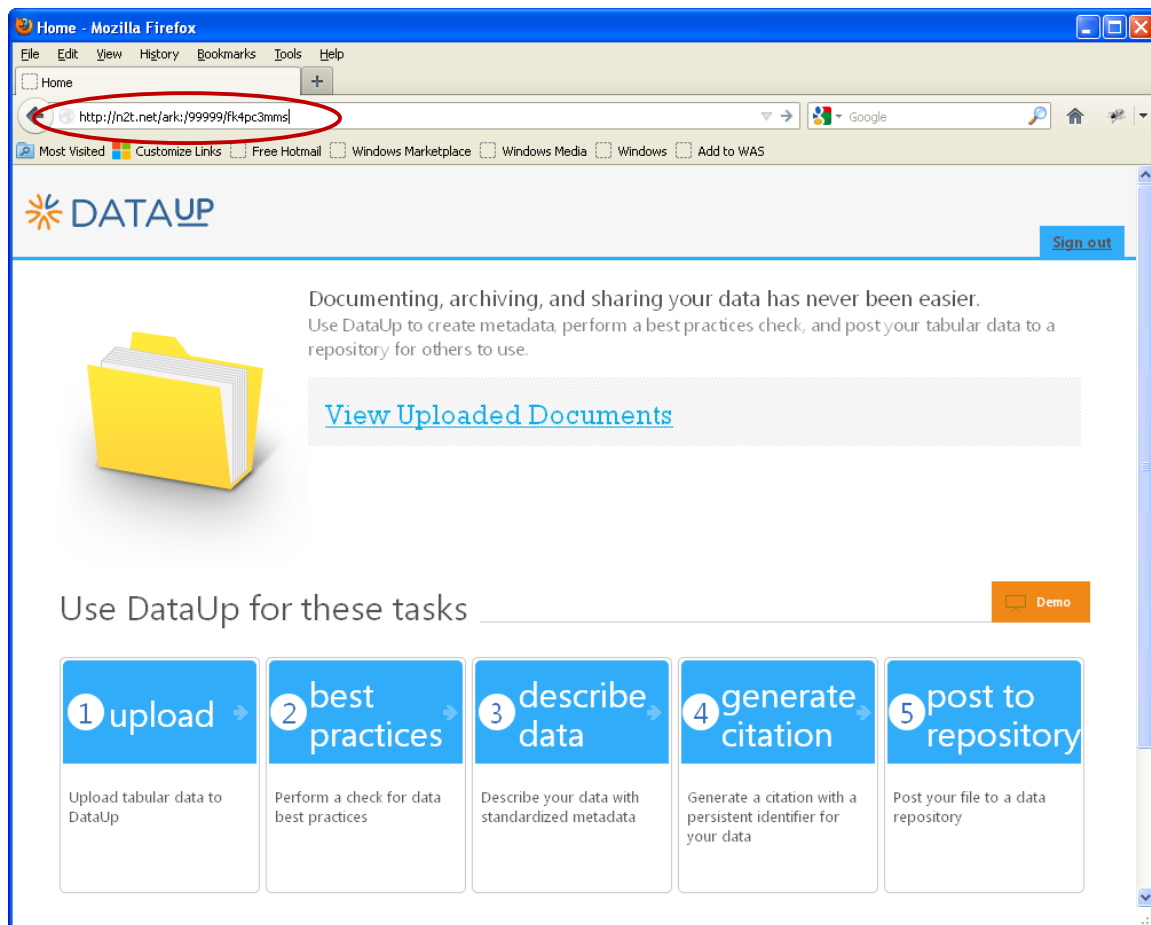 Home - Mozilla Firefox
File Edit View History Bookmarks Tools Help
Home
http://n2t.net/ark:/99999/fk4pc3mms
Google
Most Visited Customize Links Free Hotmail Windows Marketplace Windows Media Windows Add to WAS
DATAUP
Sign out
Documenting, archiving, and sharing your data has never been easier.
Use DataUp to create metadata, perform a best practices check, and post your tabular data to a
repository for others to use.
View Uploaded Documents
Use DataUp for these tasks
Demo
1 upload
2 best
practices
3 describe
data
4 generate
citation
5 post to
repository
Upload tabular data to
DataUp
Perform a check for data
best practices
Describe your data with
standardized metadata
Generate a citation with a
persistent identifier for
your data
Post your file to a data
repository